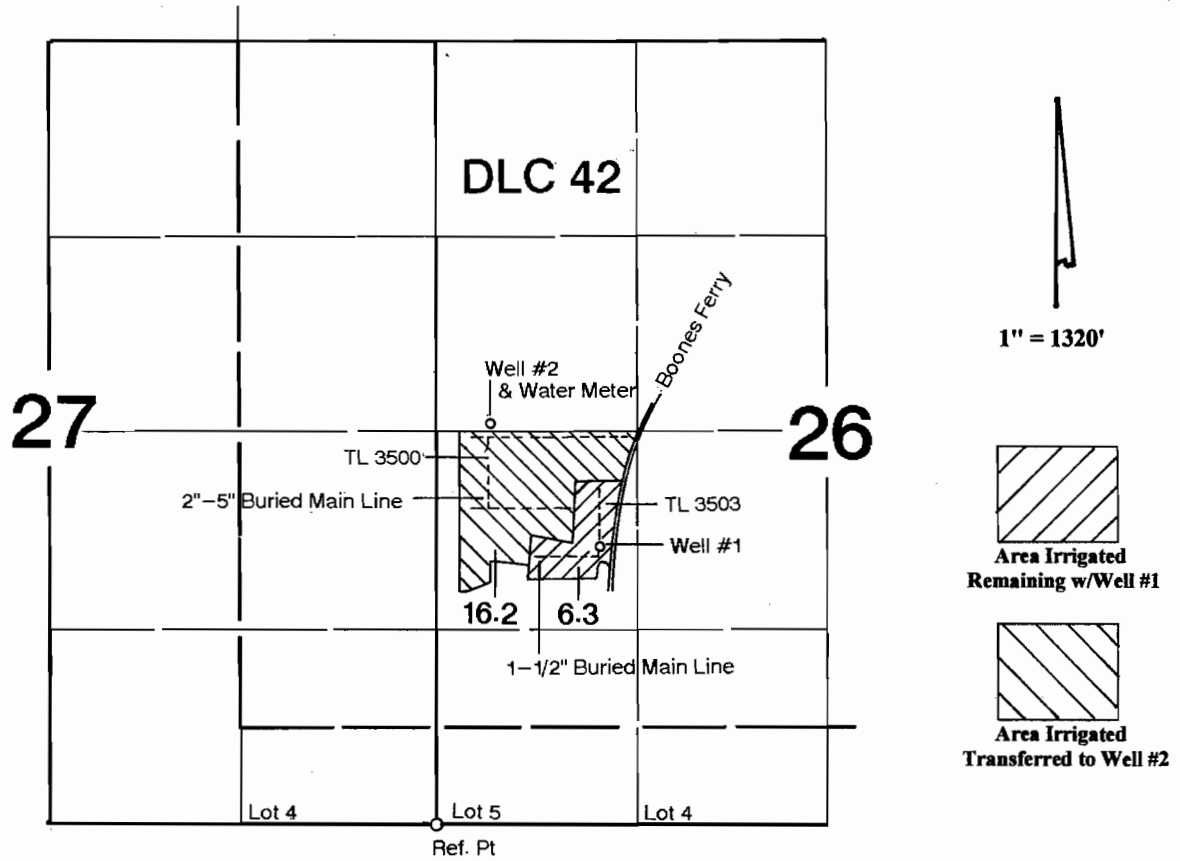 DLC 42
Boones Ferry
1" = 1320'
Well #2
& Water Meter
27
26
TL 3500
2"-5" Buried Main Line
TL 3503
Well #1
Area Irrigated
Remaining w/Well #1
16.2
6.3
1-1/2" Buried Main Line
Area Irrigated
Transferred to Well #2
Lot 4
Lot 5
Lot 4
Ref. Pt